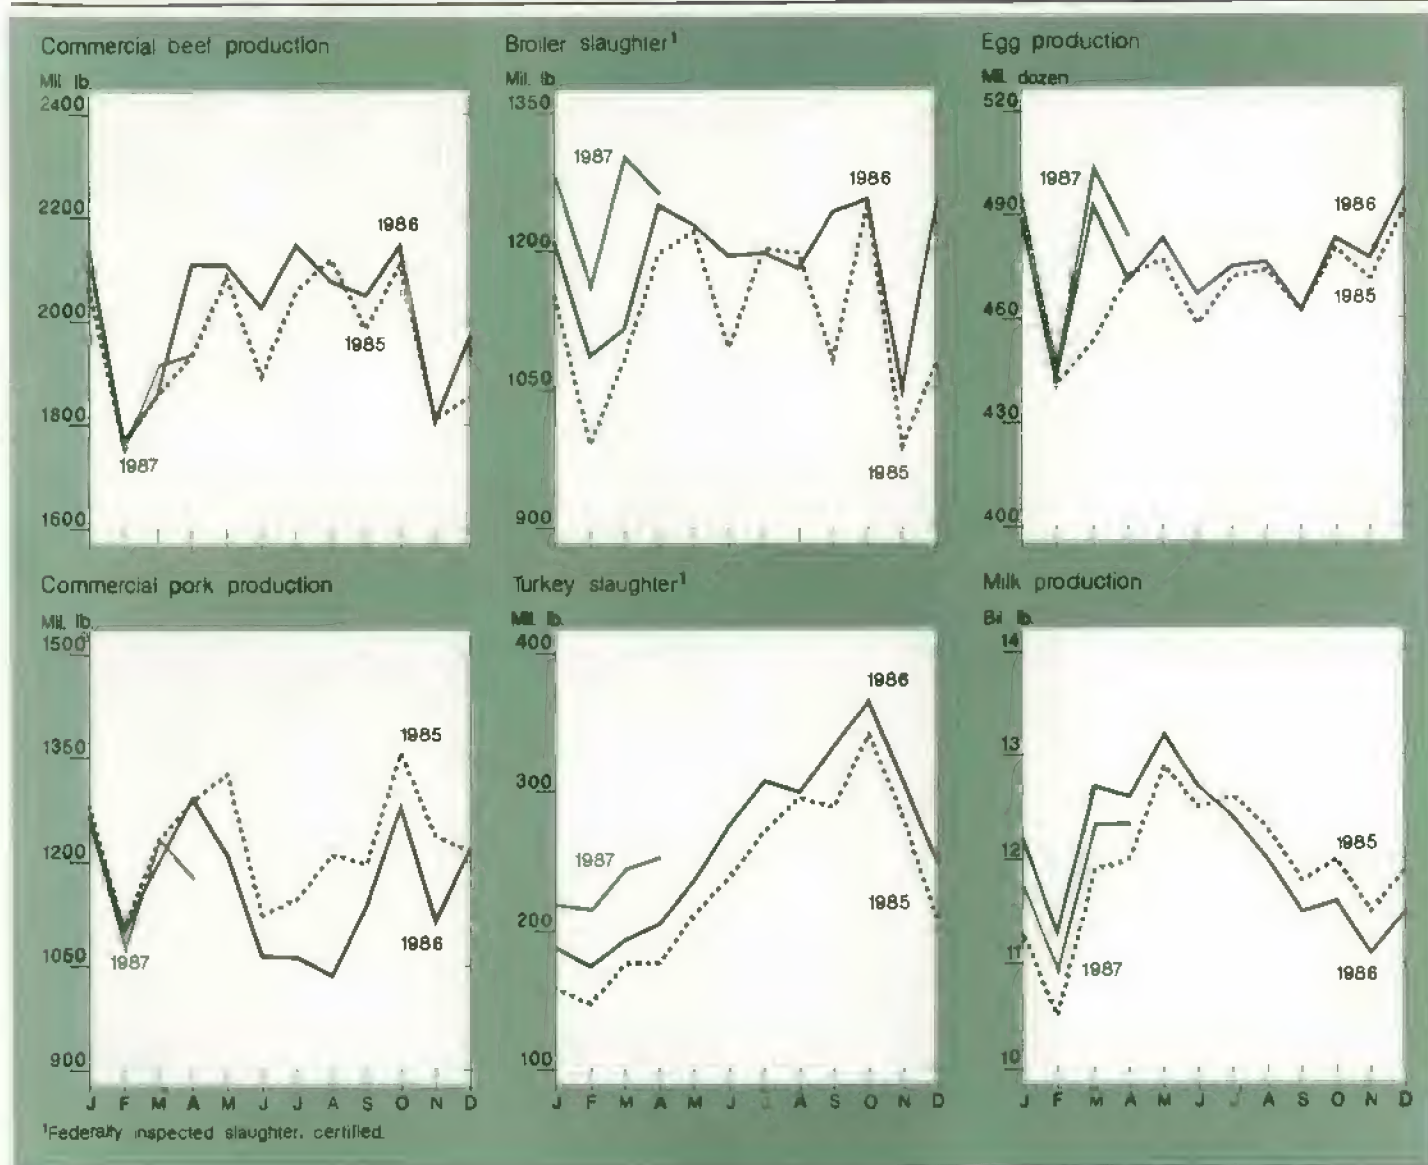 Commercial beef production
Mil. lb.
2400
2200
2000
1800
1600
1986
1985
1987
Broiler slaughter¹
Mil. lb.
1350
1200
1050
900
1987
1986
1985
Egg production
Mil. dozen
520
490
460
430
400
1987
1986
1985
Commercial pork production
Mil. lb.
1500
1350
1200
1050
900
1985
1987
1986
J F M A M J J A S O N D
Turkey slaughter¹
Mil. lb.
400
300
200
100
1986
1987
1985
J F M A M J J A S O N D
Milk production
Bil. lb.
14
13
12
11
10
1985
1987
1986
J F M A M J J A S O N D
¹Federally inspected slaughter, certified.